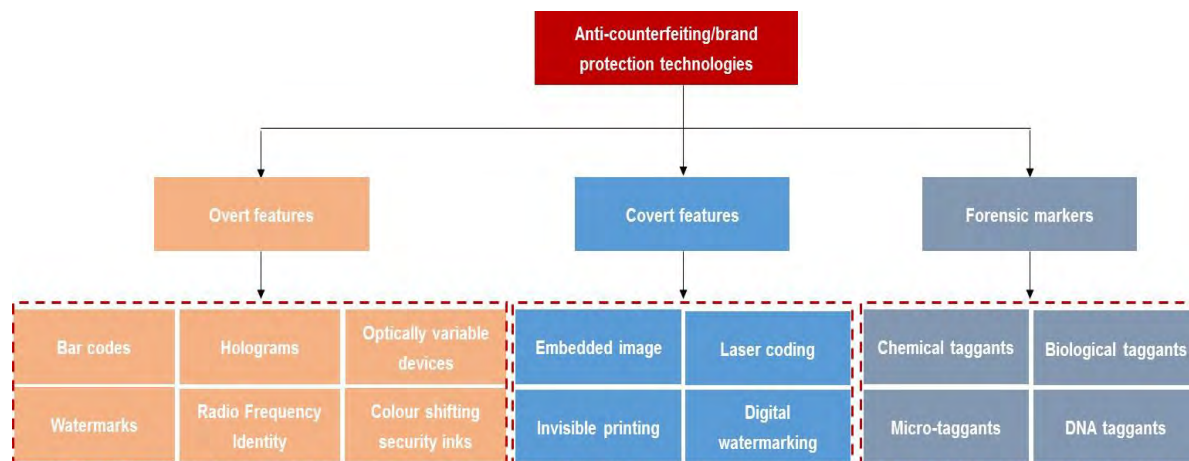 Anti-counterfeiting/brand
protection technologies
Overt features
Covert features
Forensic markers
Bar codes
Holograms
Optically variable
devices
Watermarks
Radio Frequency
Identity
Colour shifting
security inks
Embedded image
Laser coding
Invisible printing
Digital
watermarking
Chemical taggants
Biological taggants
Micro-taggants
DNA taggants